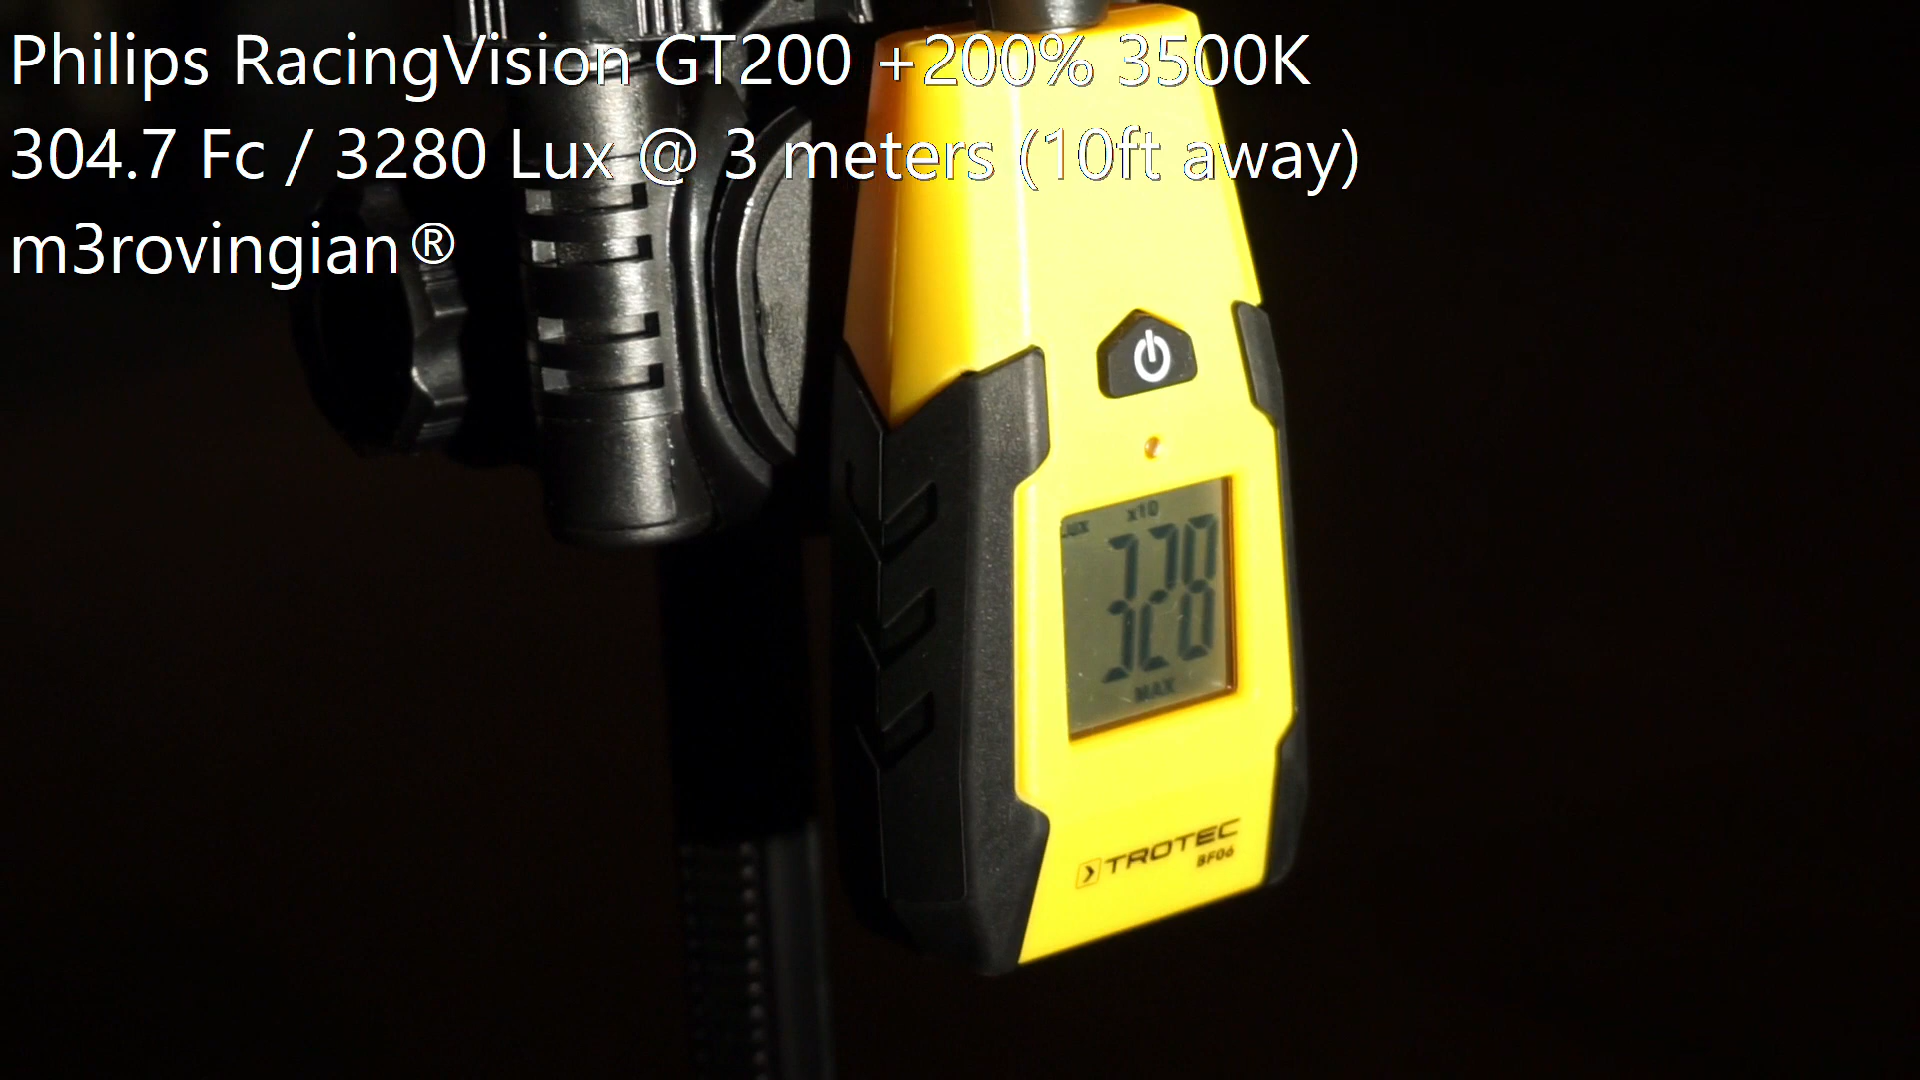 Philips RacingVision GT200 +200% 3500K
304.7 Fc / 3280 Lux @ 3 meters (10ft away)
m3rovingian®
Lux x10
328
MAX
TROTEC
BF06